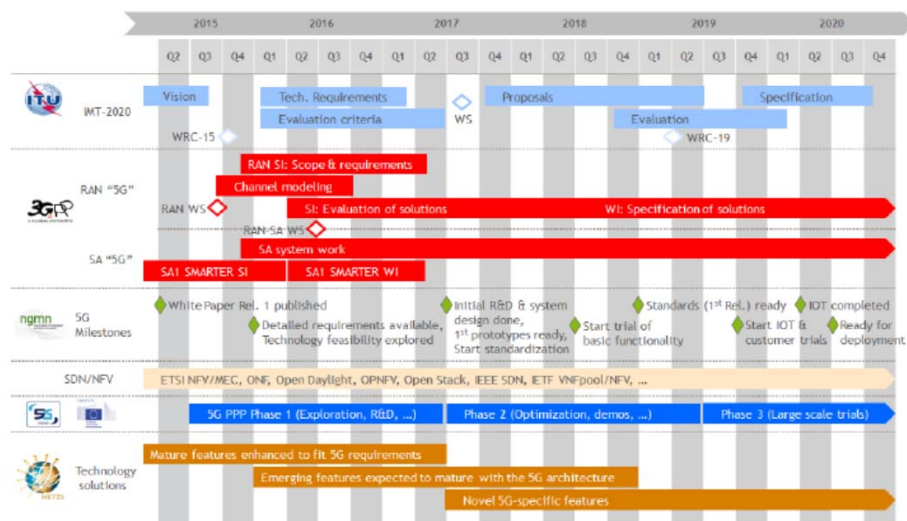 2015 2016 2017 2018 2019 2020
Q2 Q3 Q4 Q1 Q2 Q3 Q4 Q1 Q2 Q3 Q4 Q1 Q2 Q3 Q4 Q1 Q2 Q3 Q4 Q1 Q2 Q3 Q4
ITU
IMT-2020
Vision
Tech. Requirements
Proposals
Specification
Evaluation criteria
WS
Evaluation
WRC-15
WRC-19
3GPP
RAN "5G"
RAN SI: Scope & requirements
Channel modeling
RAN WS
SI: Evaluation of solutions
WI: Specification of solutions
RAN-SA WS
SA "5G"
SA system work
SA1 SMARTER SI
SA1 SMARTER WI
ngmn
5G
Milestones
White Paper Rel. 1 published
Detailed requirements available,
Technology feasibility explored
Initial R&D & system
design done,
1st prototypes ready,
Start standardization
Start trial of
basic functionality
Standards (1st Rel.) ready
Start IOT &
customer trials
IOT completed
Ready for
deployment
SDN/NFV
ETSI NFV/MEC, ONF, Open Daylight, OPNFV, Open Stack, IEEE SDN, IETF VNFpool/NFV, ...
5G
5G PPP Phase 1 (Exploration, R&D, ...)
Phase 2 (Optimization, demos, ...)
Phase 3 (Large scale trials)
METIS
Technology
solutions
Mature features enhanced to fit 5G requirements
Emerging features expected to mature with the 5G architecture
Novel 5G-specific features